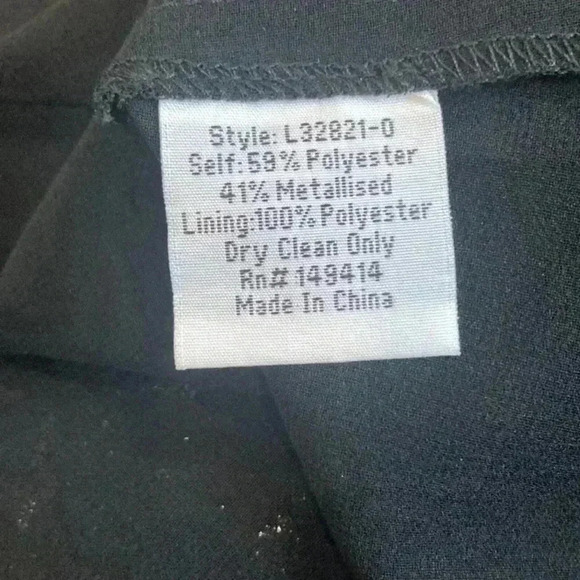 Style: L32821-0
Self:59% Polyester
41% Metallised
Lining:100% Polyester
Dry Clean Only
Rn# 149414
Made In China